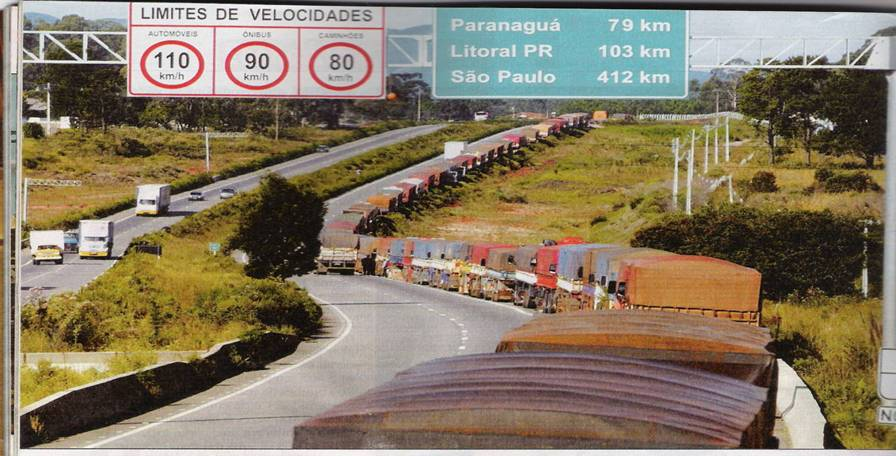 LIMITES DE VELOCIDADES
AUTOMÓVEIS
110
km/h
ÔNIBUS
90
km/h
CAMINHÕES
80
km/h
Paranaguá 79 km
Litoral PR 103 km
São Paulo 412 km